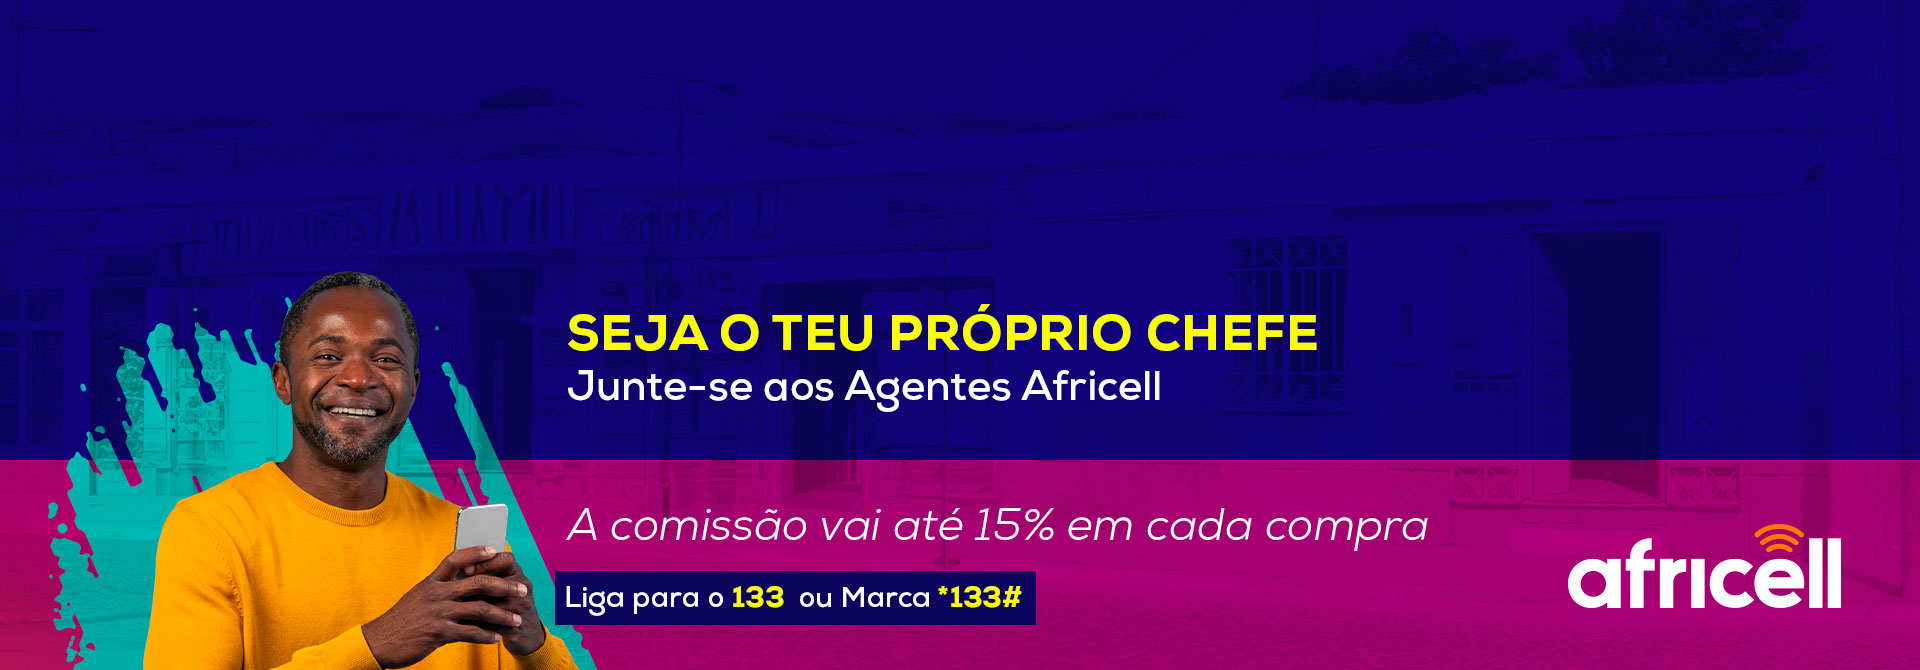 SEJA O TEU PRÓPRIO CHEFE
Junte-se aos Agentes Africell
A comissão vai até 15% em cada compra
Liga para o 133 ou Marca *133#
africell